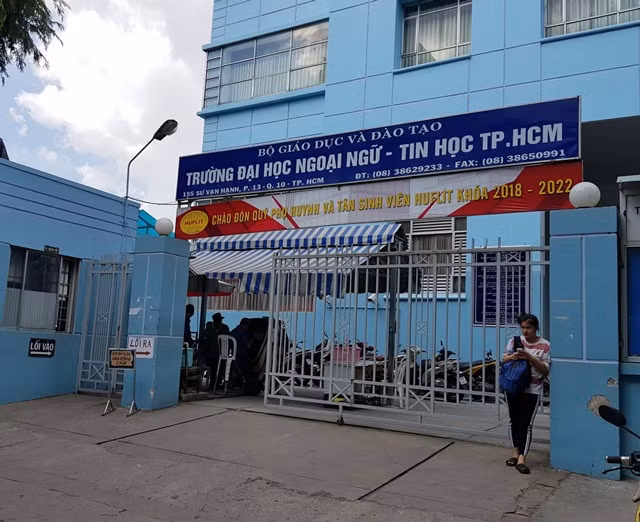 BỘ GIÁO DỤC VÀ ĐÀO TẠO
TRƯỜNG ĐẠI HỌC NGOẠI NGỮ - TIN HỌC TP.HCM
155 SƯ VẠN HẠNH, P. 13 - Q. 10 - TP. HCM ĐT: (08) 38629233 - FAX: (08) 38650991
HUFLIT
CHÀO ĐÓN QUÝ PHỤ HUYNH VÀ TÂN SINH VIÊN HUFLIT KHÓA 2018 - 2022
LỐI VÀO
LỐI RA